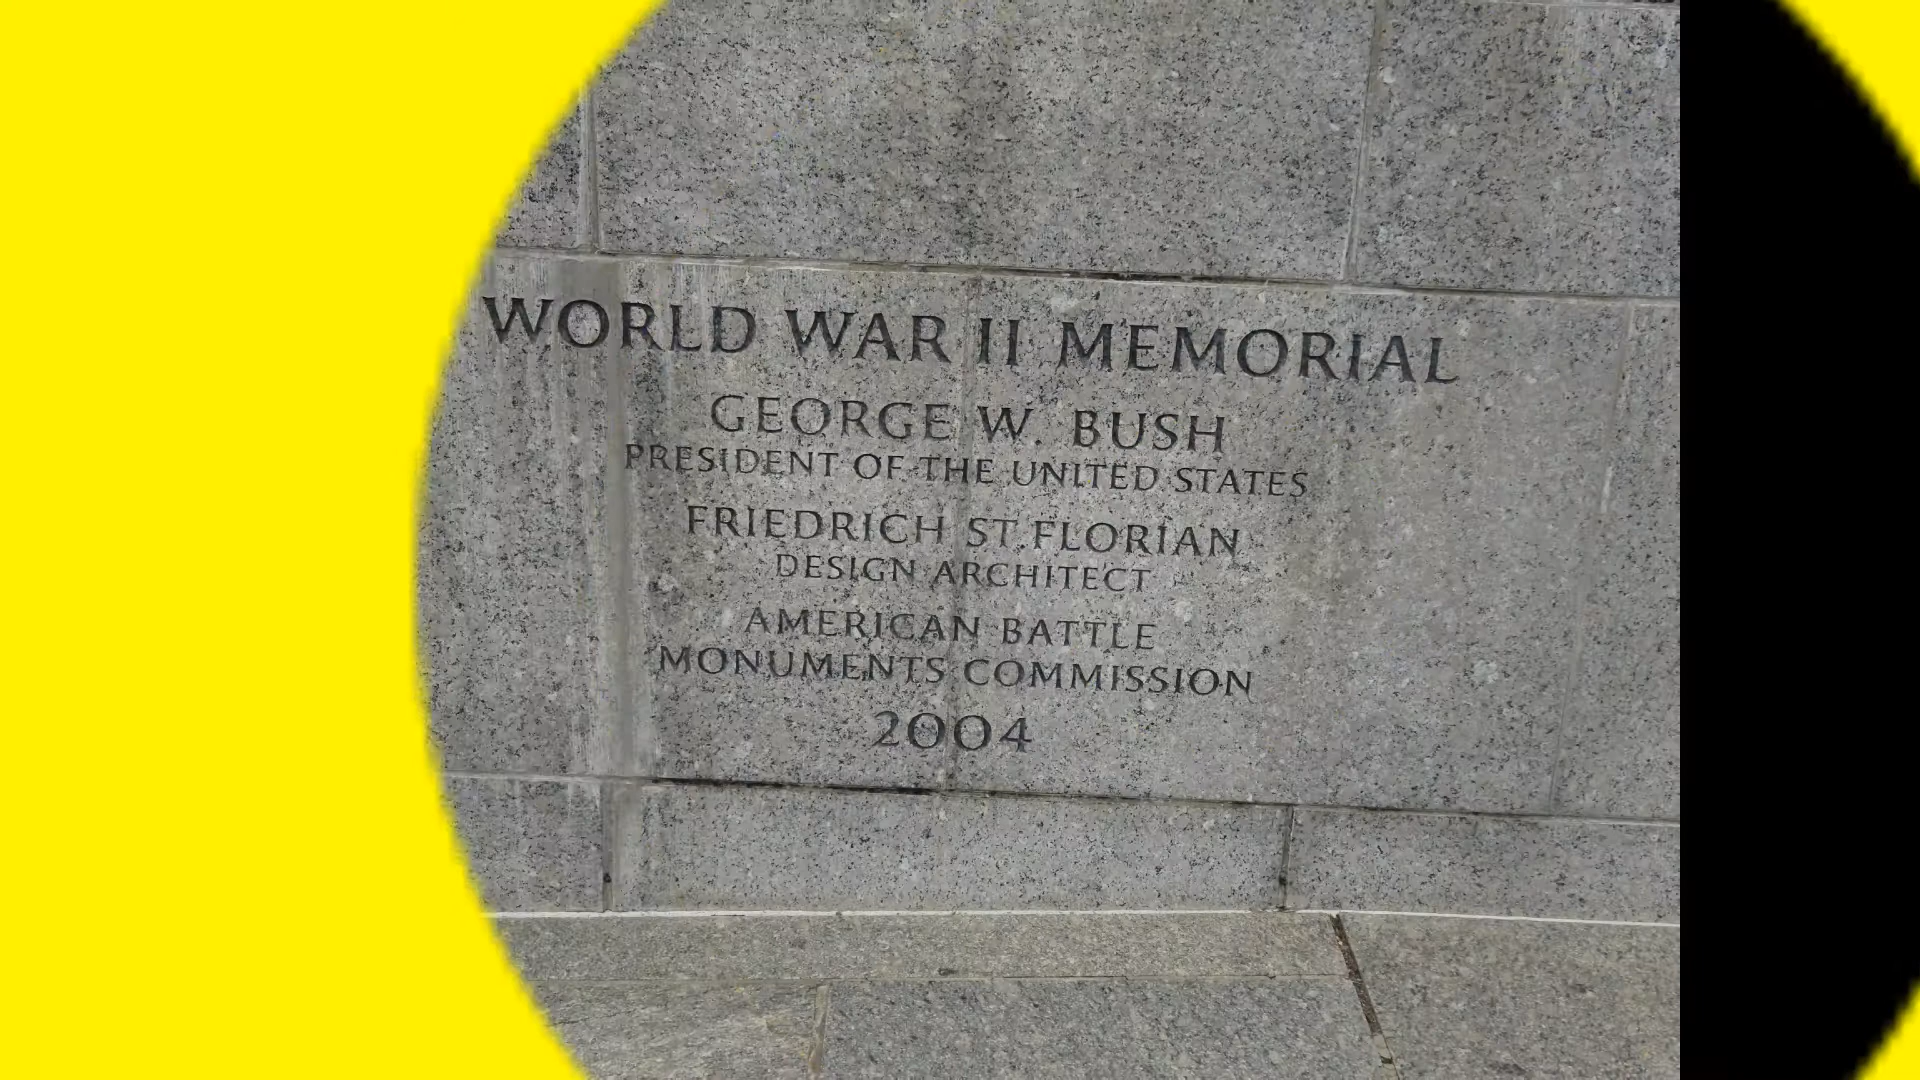 WORLD WAR II MEMORIAL
GEORGE W. BUSH
PRESIDENT OF THE UNITED STATES
FRIEDRICH ST.FLORIAN
DESIGN ARCHITECT
AMERICAN BATTLE
MONUMENTS COMMISSION
2004